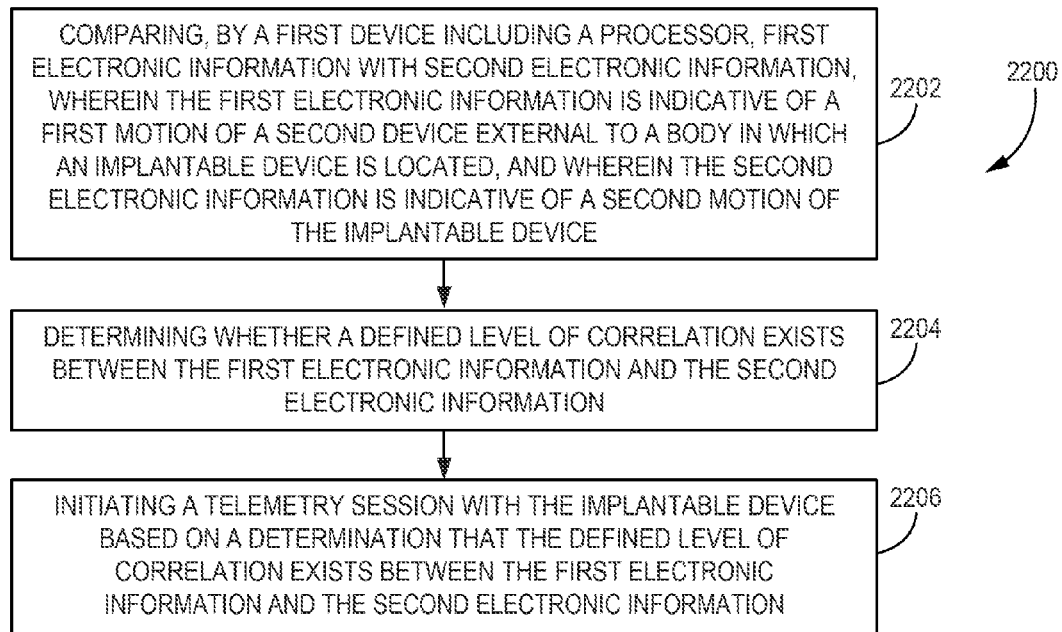 COMPARING, BY A FIRST DEVICE INCLUDING A PROCESSOR, FIRST
ELECTRONIC INFORMATION WITH SECOND ELECTRONIC INFORMATION,
WHEREIN THE FIRST ELECTRONIC INFORMATION IS INDICATIVE OF A
FIRST MOTION OF A SECOND DEVICE EXTERNAL TO A BODY IN WHICH
AN IMPLANTABLE DEVICE IS LOCATED, AND WHEREIN THE SECOND
ELECTRONIC INFORMATION IS INDICATIVE OF A SECOND MOTION OF
THE IMPLANTABLE DEVICE
2202
2200
DETERMINING WHETHER A DEFINED LEVEL OF CORRELATION EXISTS
BETWEEN THE FIRST ELECTRONIC INFORMATION AND THE SECOND
ELECTRONIC INFORMATION
2204
INITIATING A TELEMETRY SESSION WITH THE IMPLANTABLE DEVICE
BASED ON A DETERMINATION THAT THE DEFINED LEVEL OF
CORRELATION EXISTS BETWEEN THE FIRST ELECTRONIC
INFORMATION AND THE SECOND ELECTRONIC INFORMATION
2206